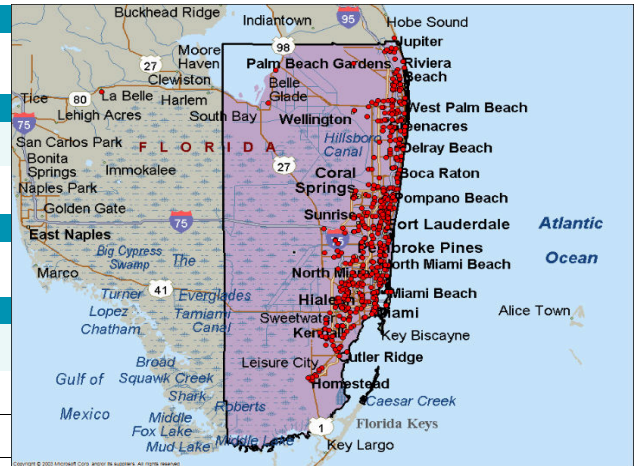 Buckhead Ridge
Indiantown
95
Hobe Sound
98
Jupiter
Moore
Haven
27
Palm Beach Gardens
Riviera
Beach
Clewiston
Belle
Glade
Tice
80
La Belle
Harlem
West Palm Beach
75
Lehigh Acres
South Bay
Wellington
Greenacres
San Carlos Park
FLORIDA
Hillsboro
Canal
Delray Beach
Bonita
Springs
Immokalee
27
Coral
Springs
Boca Raton
Naples Park
Pompano Beach
Golden Gate
75
Sunrise
Fort Lauderdale
Atlantic
Ocean
East Naples
Pembroke Pines
Big Cypress
Swamp
The
North Miami Beach
Marco
41
Turner
Everglades
Miami Beach
Lopez
Tamiami
Canal
Hialeah
Alice Town
Chatham
Sweetwater
Miami
Kendall
Key Biscayne
Broad
Leisure City
Cutler Ridge
Gulf of
Mexico
Squawk Creek
Homestead
Shark
Roberts
Caesar Creek
Middle
Fox Lake
1
Florida Keys
Mud Lake
Middle Lake
Key Largo